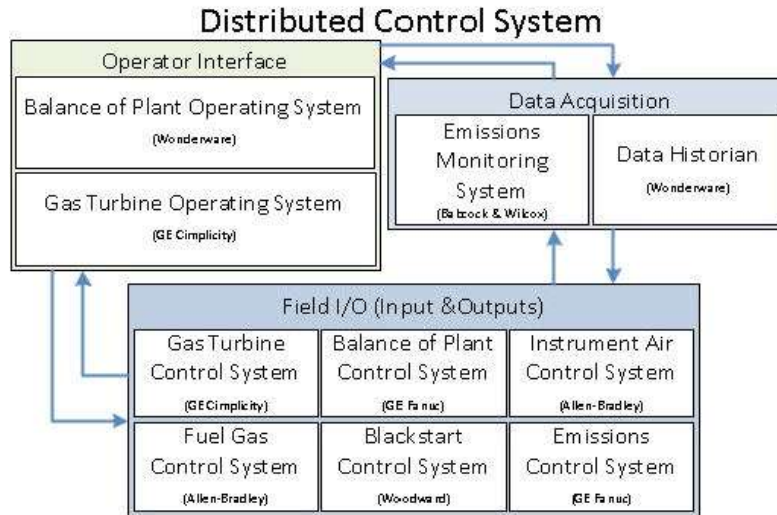 Distributed Control System
Operator Interface
Balance of Plant Operating System
(Wonderware)
Gas Turbine Operating System
(GE Cimplicity)
Data Acquisition
Emissions
Monitoring
System
(Babcock & Wilcox)
Data Historian
(Wonderware)
Field I/O (Input &Outputs)
Gas Turbine
Control System
(GE Cimplicity)
Balance of Plant
Control System
(GE Fanuc)
Instrument Air
Control System
(Allen-Bradley)
Fuel Gas
Control System
(Allen-Bradley)
Blackstart
Control System
(Woodward)
Emissions
Control System
(GE Fanuc)